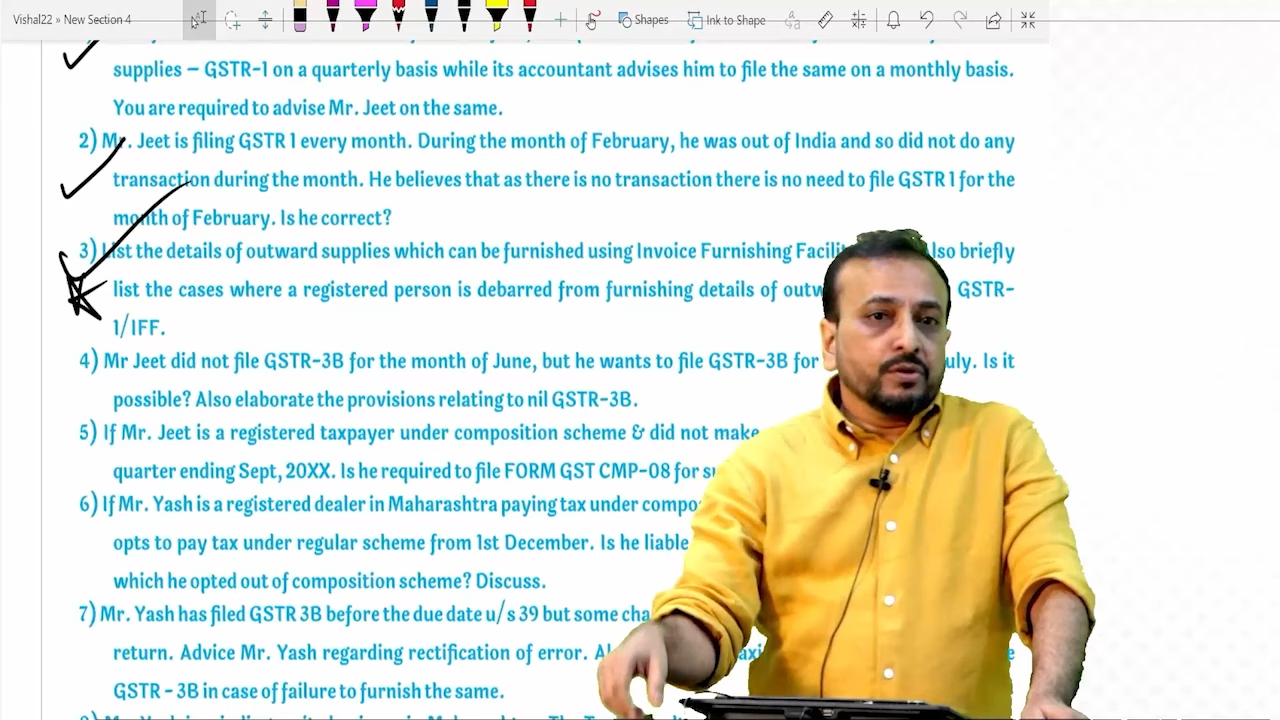 Vishal22 » New Section 4
Shapes
Ink to Shape
supplies – GSTR-1 on a quarterly basis while its accountant advises him to file the same on a monthly basis.
You are required to advise Mr. Jeet on the same.
2) Mr. Jeet is filing GSTR 1 every month. During the month of February, he was out of India and so did not do any
transaction during the month. He believes that as there is no transaction there is no need to file GSTR 1 for the
month of February. Is he correct?
3) List the details of outward supplies which can be furnished using Invoice Furnishing briefly
list the cases where a registered person is debarred from furnishing details of GSTR-
1/IFF.
4) Mr Jeet did not file GSTR-3B for the month of June, but he wants to file GSTR-3B for Is it
possible? Also elaborate the provisions relating to nil GSTR-3B.
5) If Mr. Jeet is a registered taxpayer under composition scheme & did not make
quarter ending Sept, 20XX. Is he required to file FORM GST CMP-08 for
6) If Mr. Yash is a registered dealer in Maharashtra paying tax under
opts to pay tax under regular scheme from 1st December. Is he liable
which he opted out of composition scheme? Discuss.
7) Mr. Yash has filed GSTR 3B before the due date u/s 39 but some
return. Advice Mr. Yash regarding rectification of error.
GSTR - 3B in case of failure to furnish the same.